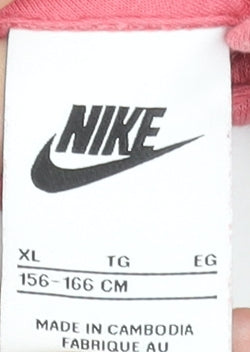 NIKE
XL TG EG
156-166 CM
MADE IN CAMBODIA
FABRIQUE AU